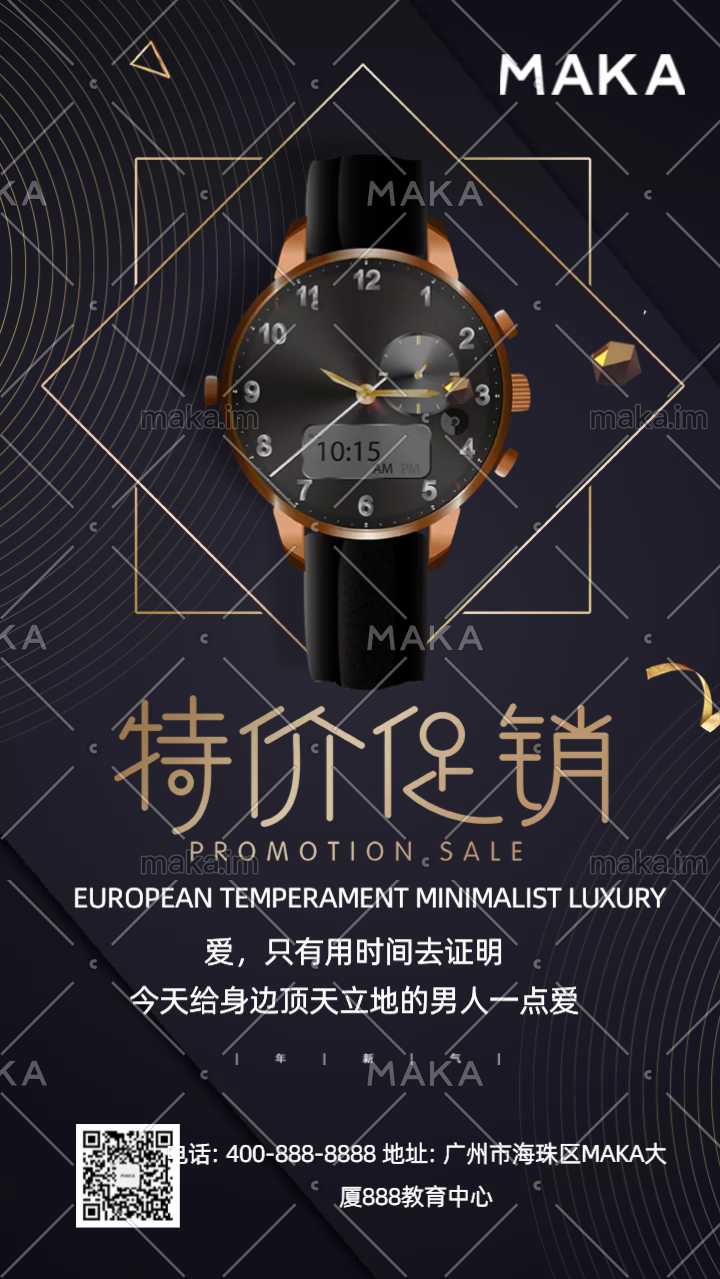 MAKA
12
11
1
10
2
9
3
8
4
10:15
AM PM
7
5
6
特价促销
PROMOTION SALE
EUROPEAN TEMPERAMENT MINIMALIST LUXURY
爱，只有用时间去证明
今天给身边顶天立地的男人一点爱
| 年 | 新 | 气 |
电话: 400-888-8888 地址: 广州市海珠区MAKA大
厦888教育中心
MAKA
maka.im